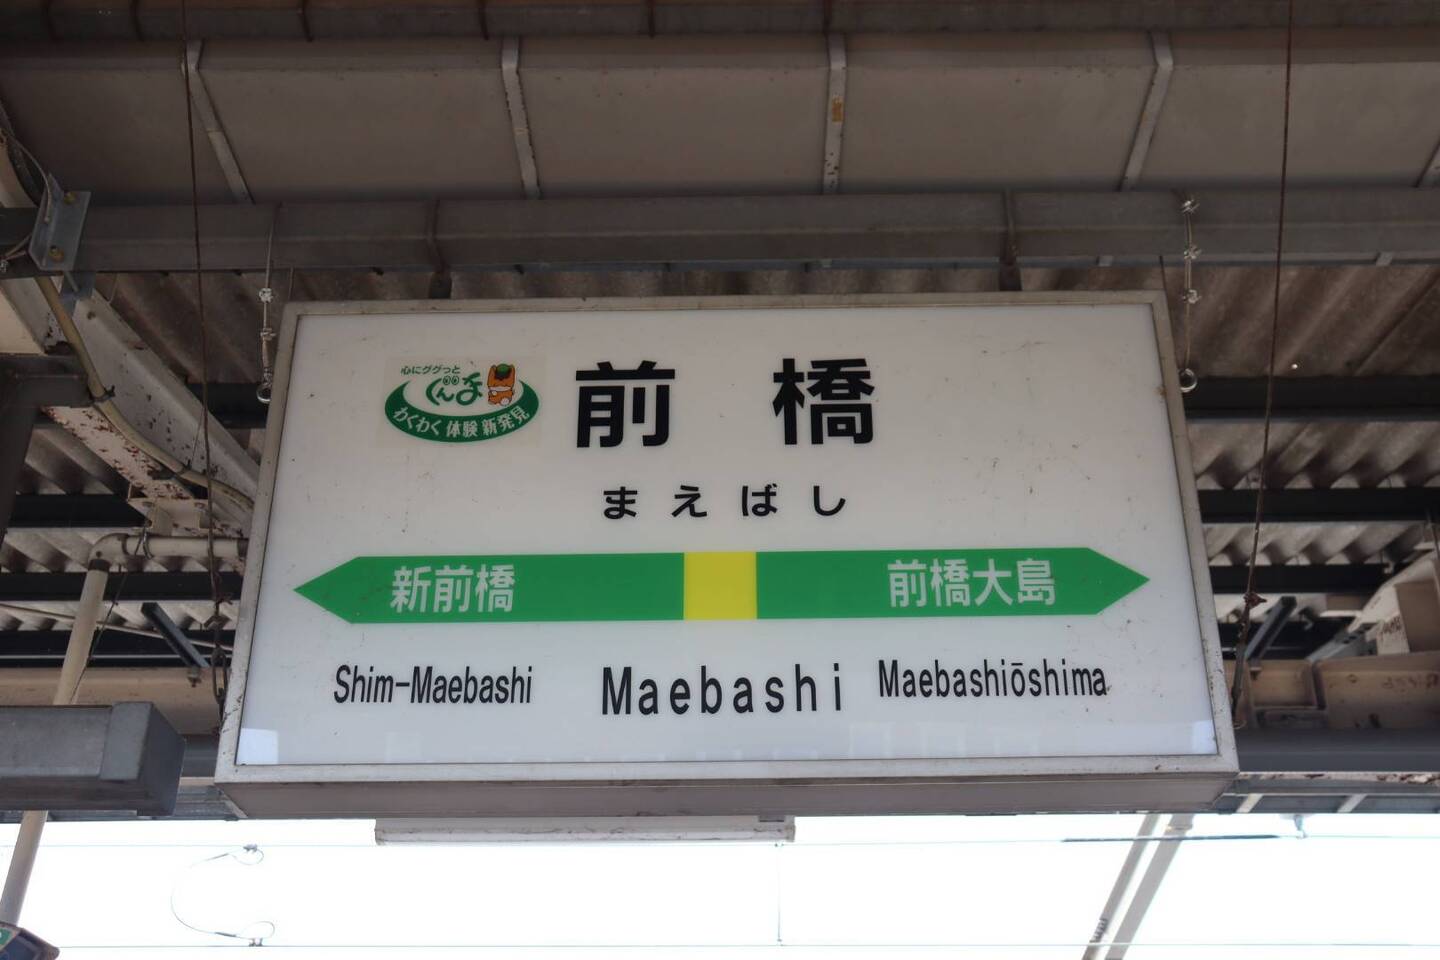 心にググっと
ぐんま
わくわく 体験 新発見
前橋
まえばし
新前橋
前橋大島
Shim-Maebashi
Maebashi
Maebashiōshima